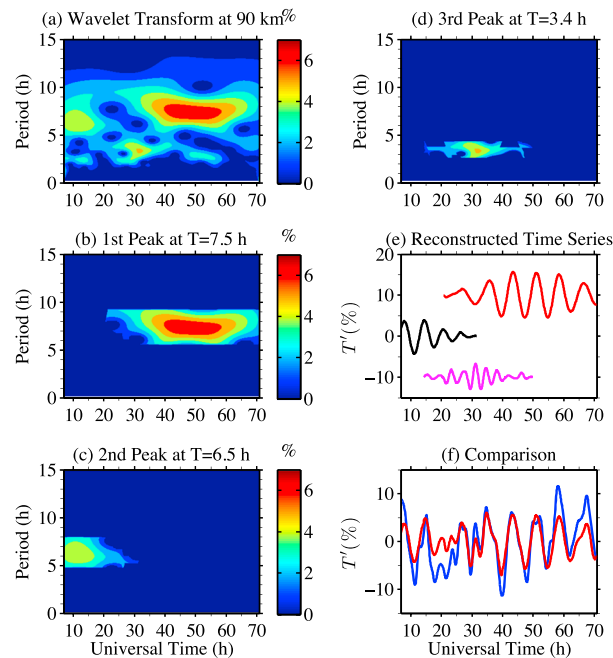 (a) Wavelet Transform at 90 km
%
15
10
5
0
Period (h)
10 20 30 40 50 60 70
6
4
2
0
(b) 1st Peak at T=7.5 h
%
15
10
5
0
Period (h)
10 20 30 40 50 60 70
6
4
2
0
(c) 2nd Peak at T=6.5 h
%
15
10
5
0
Period (h)
10 20 30 40 50 60 70
Universal Time (h)
6
4
2
0
(d) 3rd Peak at T=3.4 h
15
10
5
0
Period (h)
10 20 30 40 50 60 70
(e) Reconstructed Time Series
20
10
0
−10
T′(%)
10 20 30 40 50 60 70
(f) Comparison
10
0
−10
T′(%)
10 20 30 40 50 60 70
Universal Time (h)